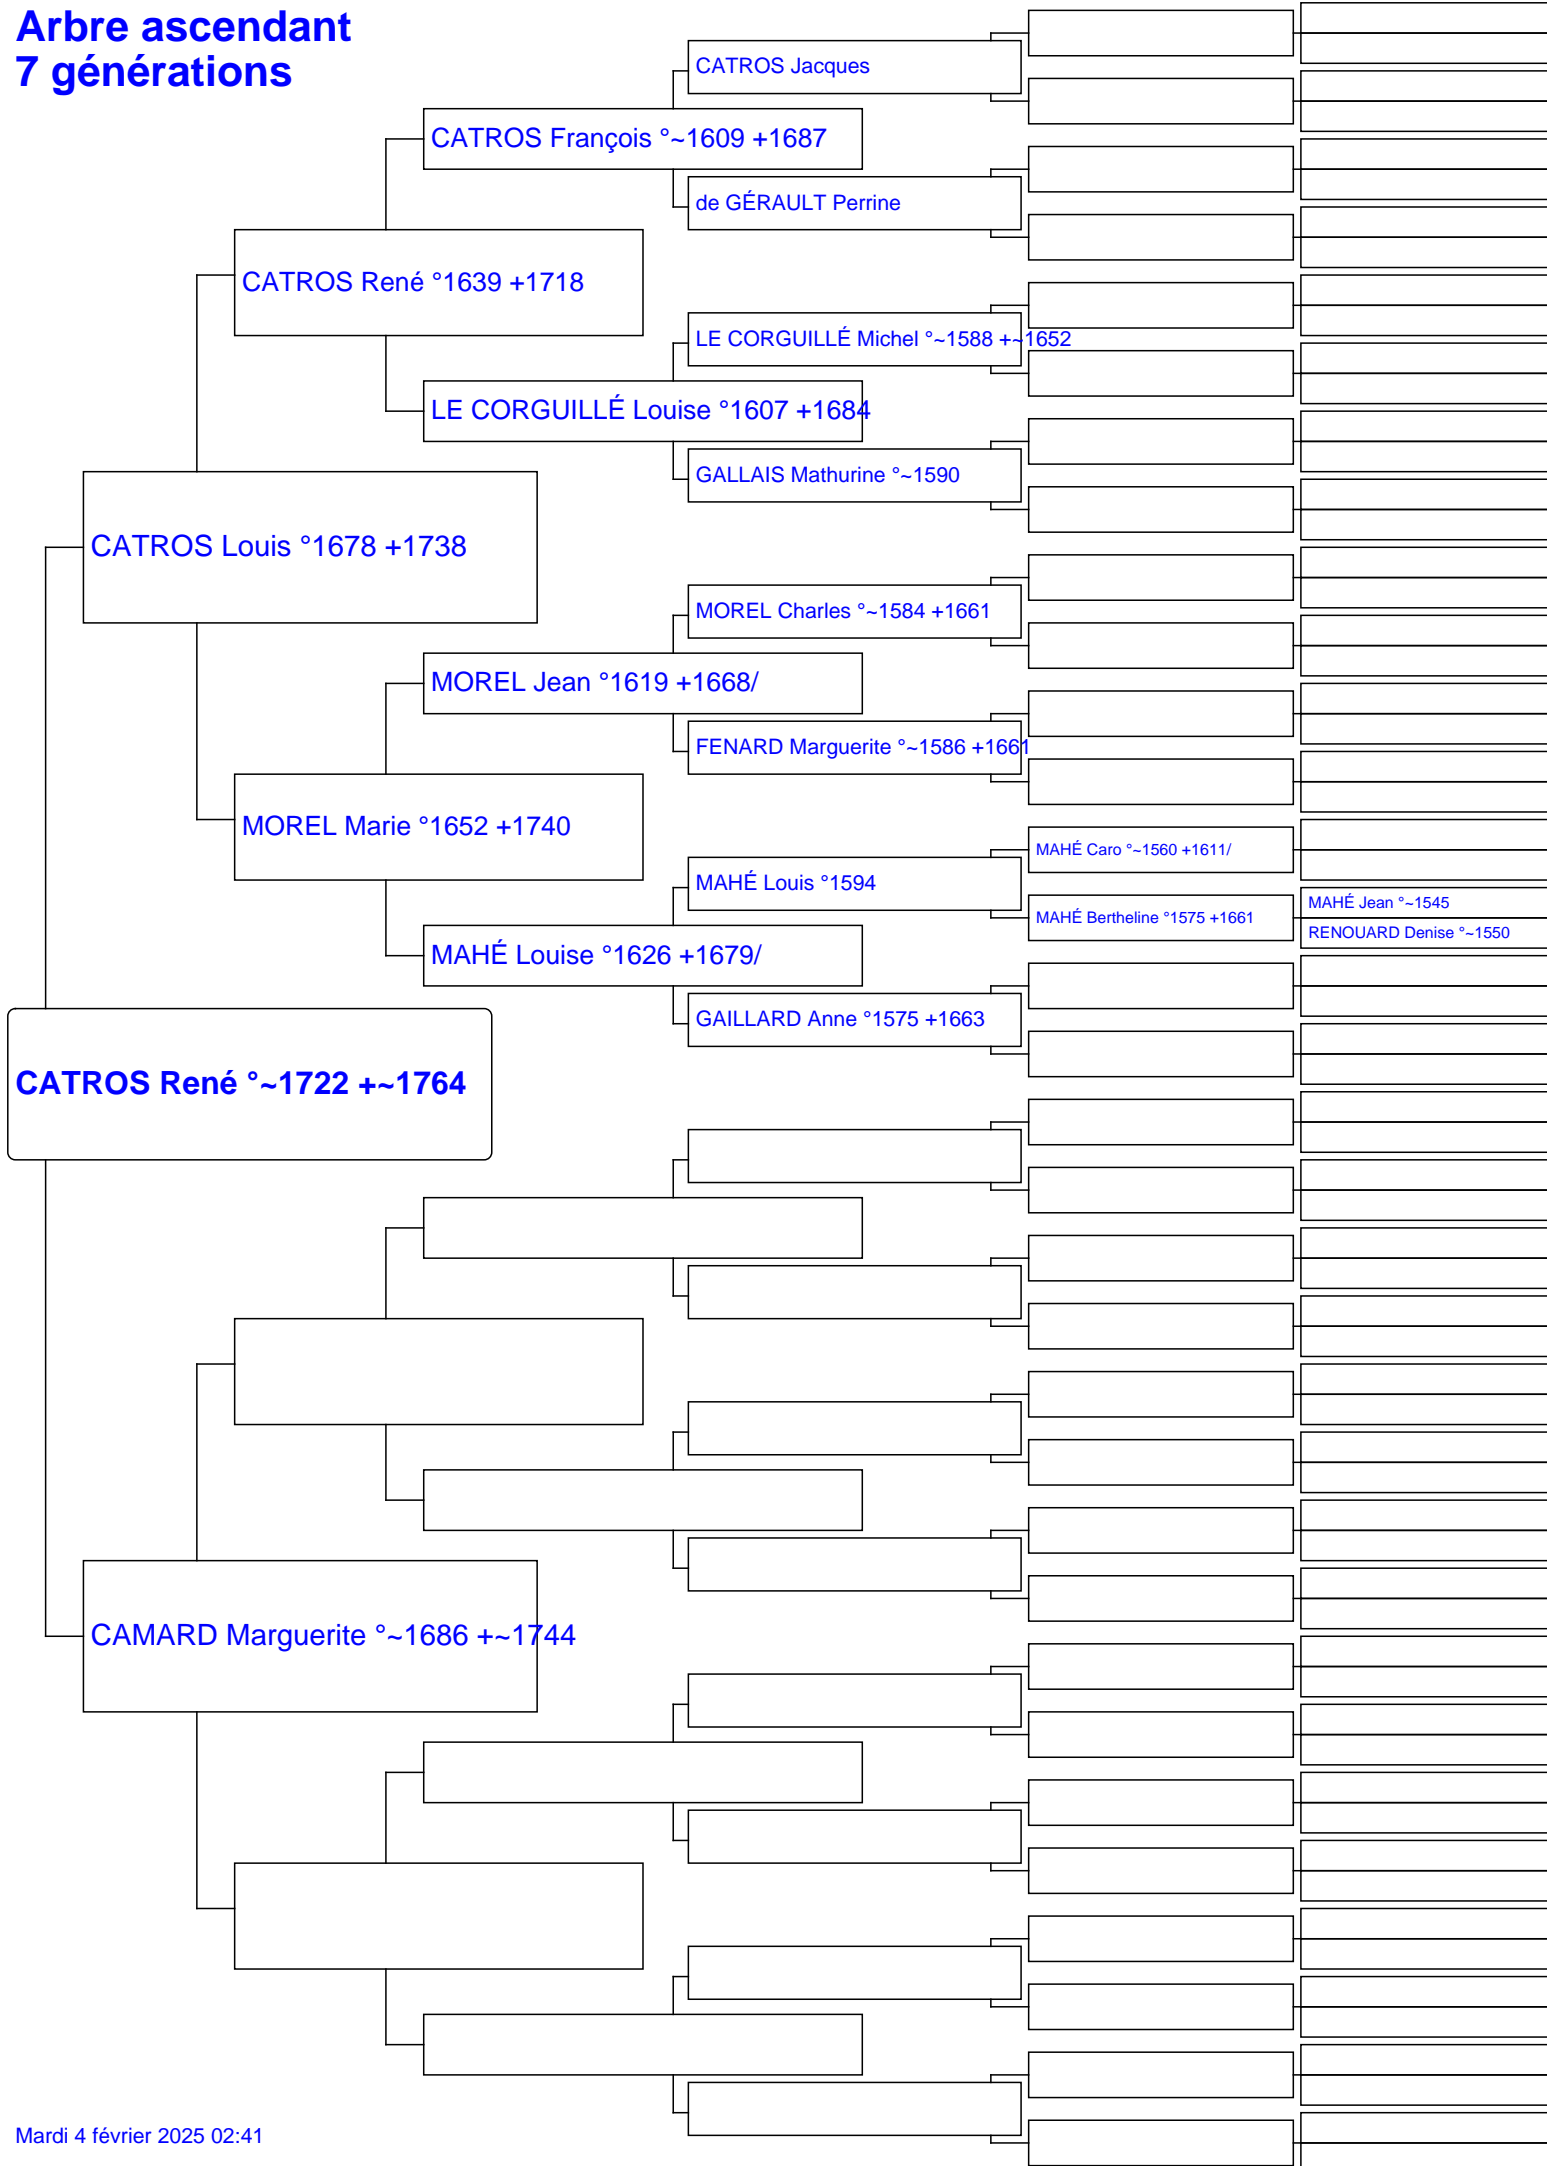 Arbre ascendant
7 générations
CATROS Jacques
CATROS François °~1609 +1687
de GÉRAULT Perrine
CATROS René °1639 +1718
LE CORGUILLÉ Michel °~1588 +~1652
LE CORGUILLÉ Louise °1607 +1684
GALLAIS Mathurine °~1590
CATROS Louis °1678 +1738
MOREL Charles °~1584 +1661
MOREL Jean °1619 +1668/
FENARD Marguerite °~1586 +1661
MOREL Marie °1652 +1740
MAHÉ Caro °~1560 +1611/
MAHÉ Louis °1594
MAHÉ Jean °~1545
MAHÉ Bertheline °1575 +1661
RENOUARD Denise °~1550
MAHÉ Louise °1626 +1679/
GAILLARD Anne °1575 +1663
CATROS René °~1722 +~1764
CAMARD Marguerite °~1686 +~1744
Mardi 4 février 2025 02:41